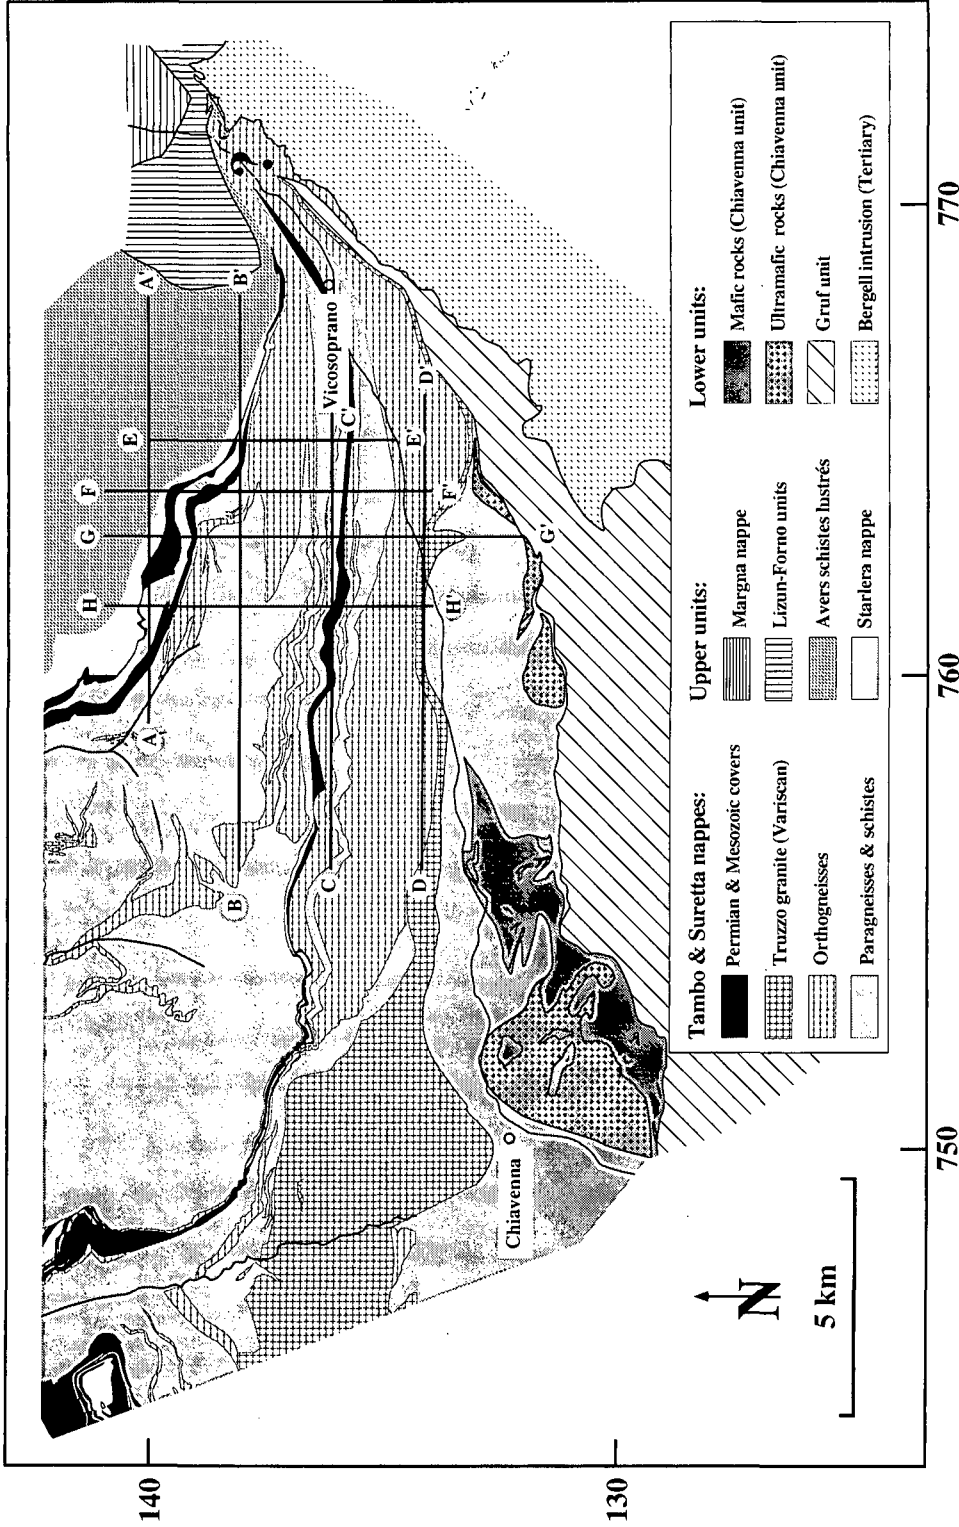 A
A'
B
B'
C
C'
D
D'
E
E'
F
F'
G
G'
H
H'
?
Vicosoprano
Chiavenna
N
5 km
140
130
750
760
770
Tambo & Suretta nappes:
Permian & Mesozoic covers
Truzzo granite (Variscan)
Orthogneisses
Paragneisses & schistes
Upper units:
Margna nappe
Lizun-Forno units
Avers schistes lustrés
Starlera nappe
Lower units:
Mafic rocks (Chiavenna unit)
Ultramafic rocks (Chiavenna unit)
Gruf unit
Bergell intrusion (Tertiary)